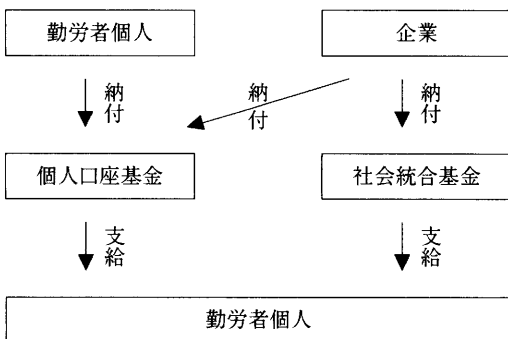 勤労者個人
企業
納付
納付
納付
個人口座基金
社会統合基金
支給
支給
勤労者個人